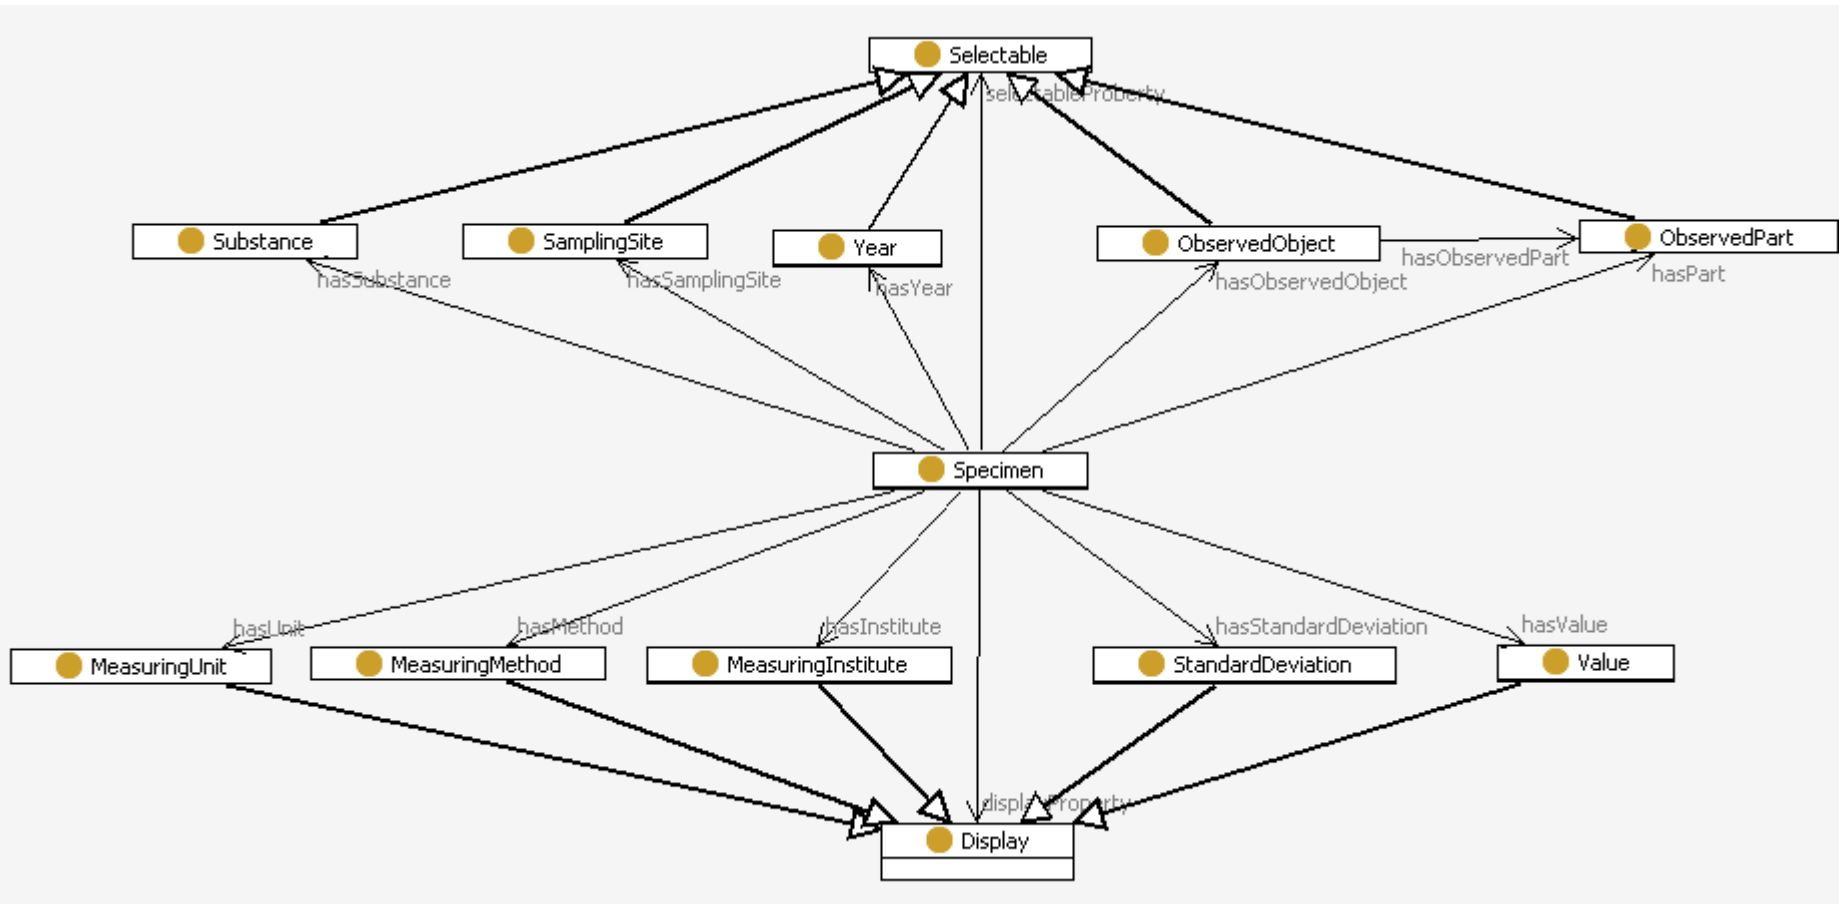 Selectable
selectableProperty
Substance
SamplingSite
Year
ObservedObject
ObservedPart
hasObservedPart
hasSubstance
hasSamplingSite
hasYear
hasObservedObject
hasPart
Specimen
hasUnit
hasMethod
hasInstitute
hasStandardDeviation
hasValue
MeasuringUnit
MeasuringMethod
MeasuringInstitute
StandardDeviation
Value
displayProperty
Display